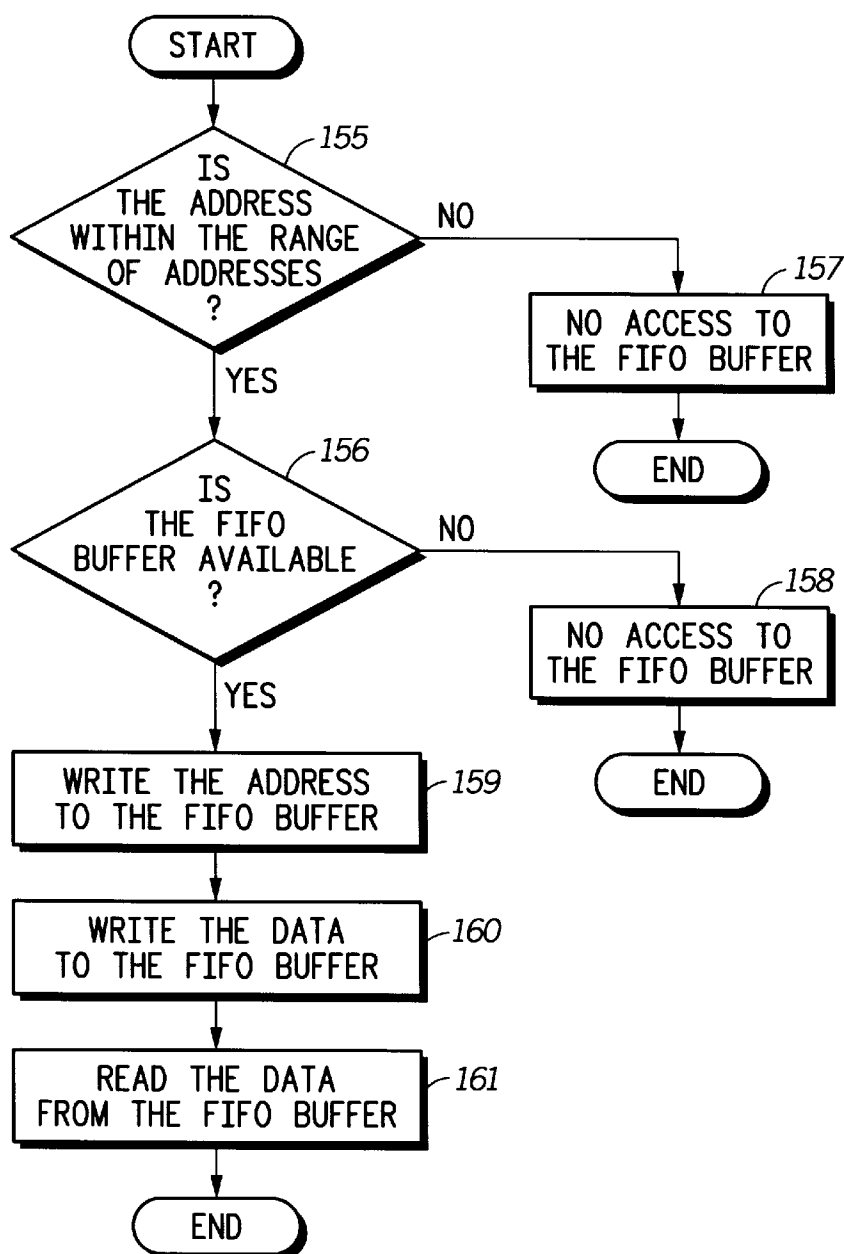 START
155
IS
THE ADDRESS
WITHIN THE RANGE
OF ADDRESSES
?
NO
157
NO ACCESS TO
THE FIFO BUFFER
END
YES
156
IS
THE FIFO
BUFFER AVAILABLE
?
NO
158
NO ACCESS TO
THE FIFO BUFFER
END
YES
WRITE THE ADDRESS
TO THE FIFO BUFFER
159
WRITE THE DATA
TO THE FIFO BUFFER
160
READ THE DATA
FROM THE FIFO BUFFER
161
END